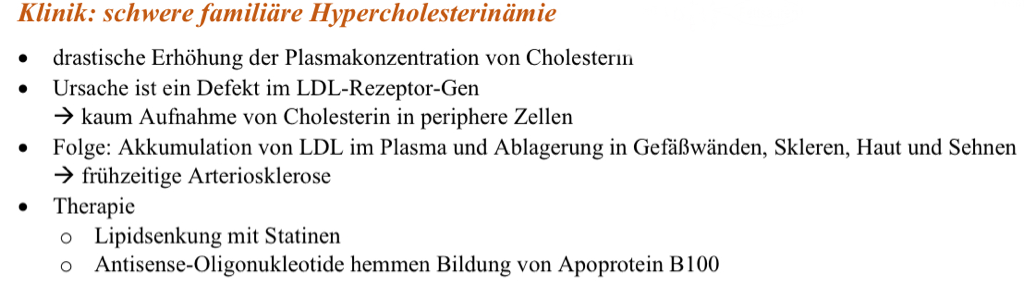 Klinik: schwere familiäre Hypercholesterinämie
• drastische Erhöhung der Plasmakonzentration von Cholesterin
• Ursache ist ein Defekt im LDL-Rezeptor-Gen
→ kaum Aufnahme von Cholesterin in periphere Zellen
• Folge: Akkumulation von LDL im Plasma und Ablagerung in Gefäßwänden, Skleren, Haut und Sehnen
→ frühzeitige Arteriosklerose
• Therapie
o Lipidsenkung mit Statinen
o Antisense-Oligonukleotide hemmen Bildung von Apoprotein B100